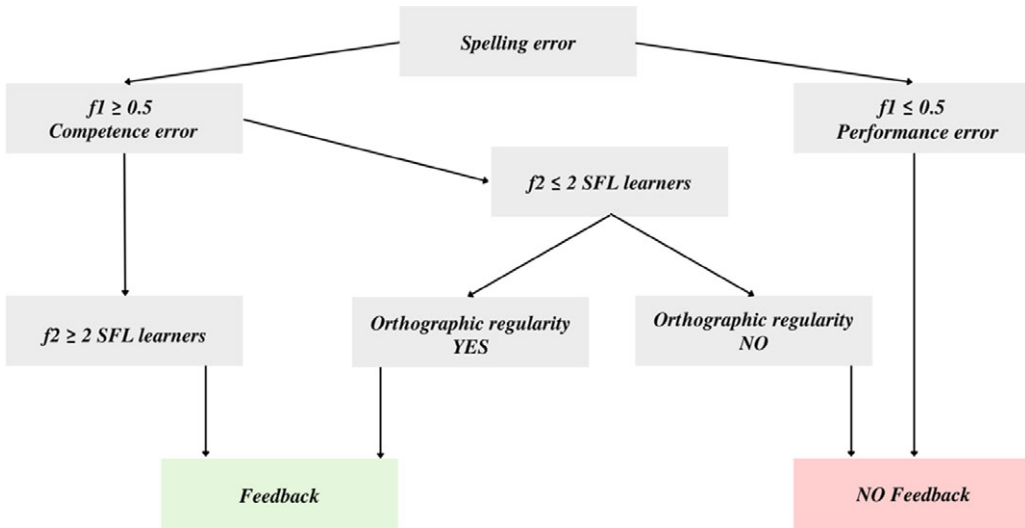 Spelling error
f1 ≥ 0.5
Competence error
f1 ≤ 0.5
Performance error
f2 ≤ 2 SFL learners
f2 ≥ 2 SFL learners
Orthographic regularity
YES
Orthographic regularity
NO
Feedback
NO Feedback